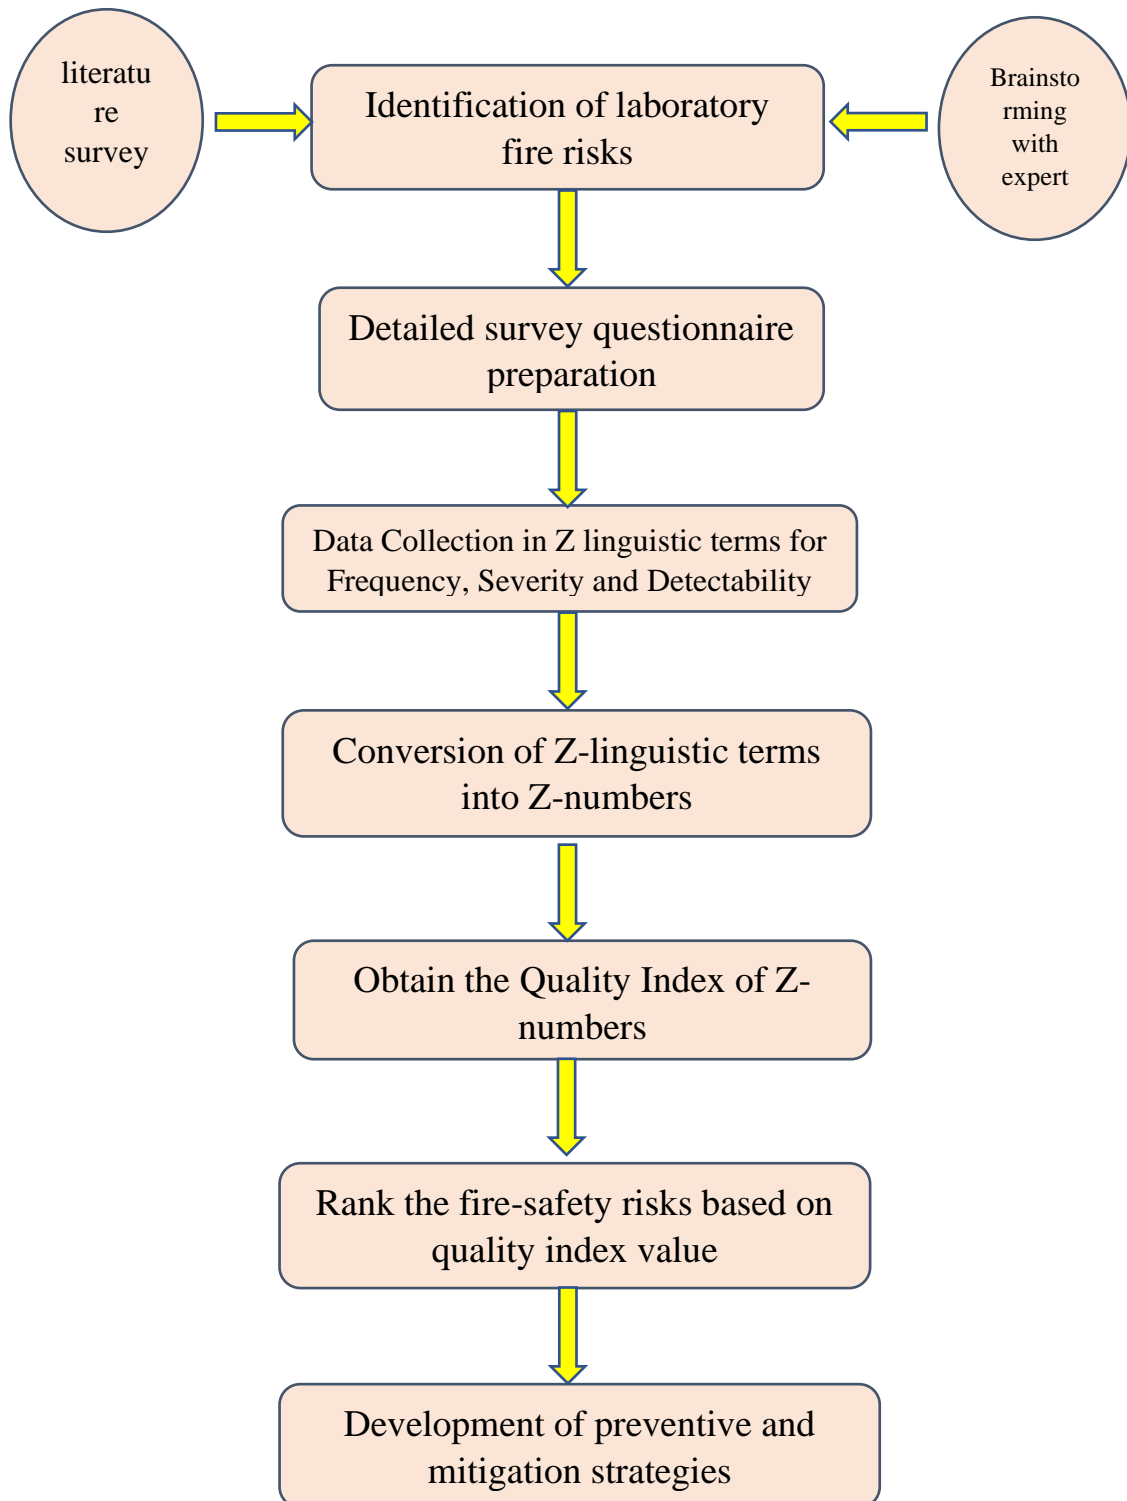 literatu
re
survey
Identification of laboratory
fire risks
Brainsto
rming
with
expert
Detailed survey questionnaire
preparation
Data Collection in Z linguistic terms for
Frequency, Severity and Detectability
Conversion of Z-linguistic terms
into Z-numbers
Obtain the Quality Index of Z-
numbers
Rank the fire-safety risks based on
quality index value
Development of preventive and
mitigation strategies